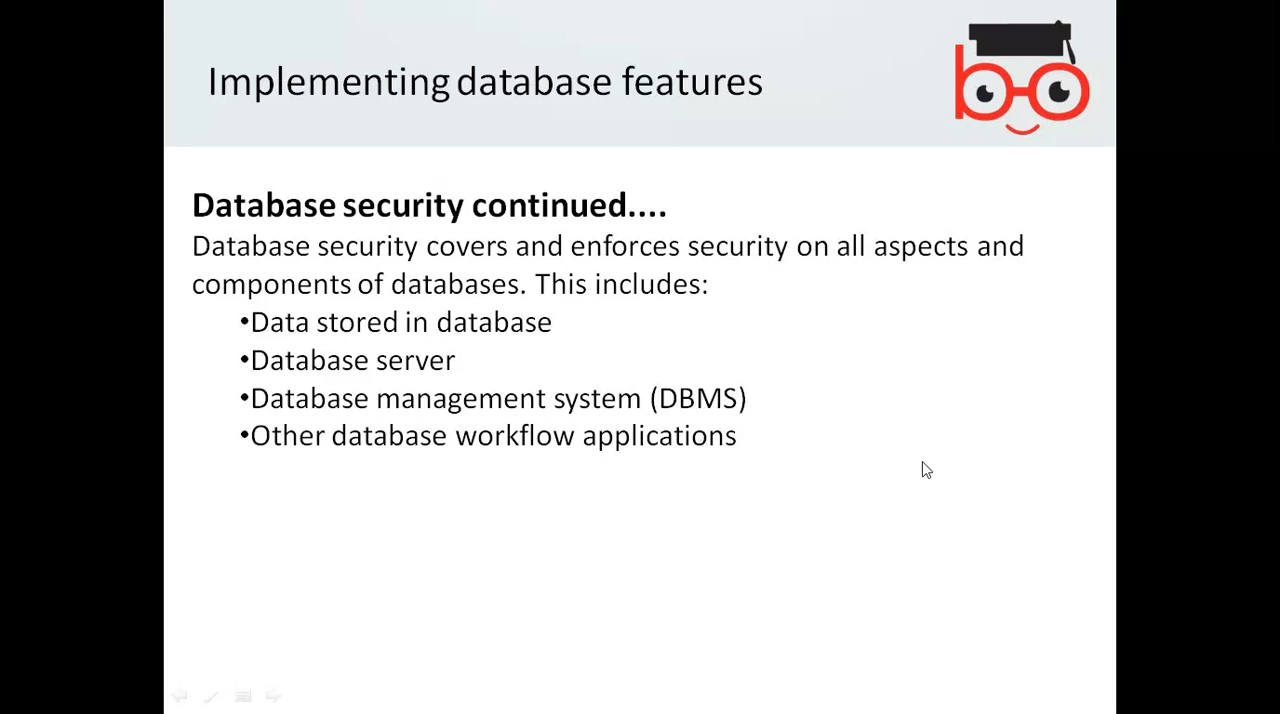 Implementing database features
Database security continued....
Database security covers and enforces security on all aspects and
components of databases. This includes:
•Data stored in database
•Database server
•Database management system (DBMS)
•Other database workflow applications